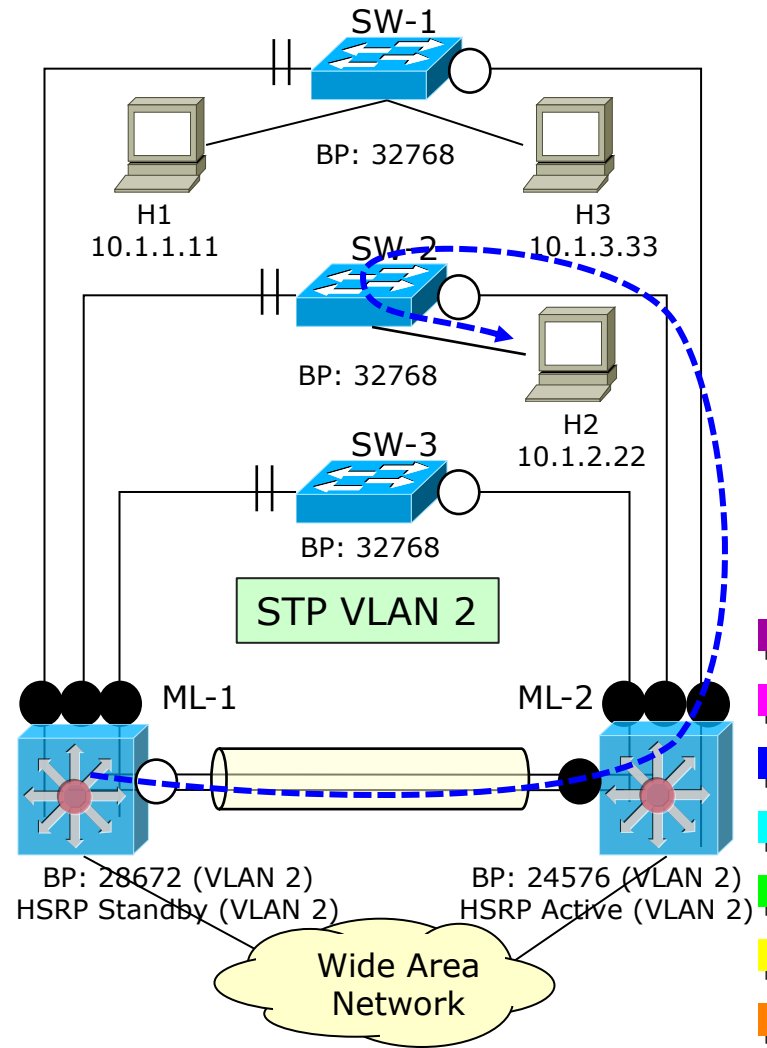 SW-1
BP: 32768
H1
10.1.1.11
H3
10.1.3.33
SW-2
BP: 32768
H2
10.1.2.22
SW-3
BP: 32768
STP VLAN 2
ML-1
ML-2
BP: 28672 (VLAN 2)
HSRP Standby (VLAN 2)
BP: 24576 (VLAN 2)
HSRP Active (VLAN 2)
Wide Area
Network